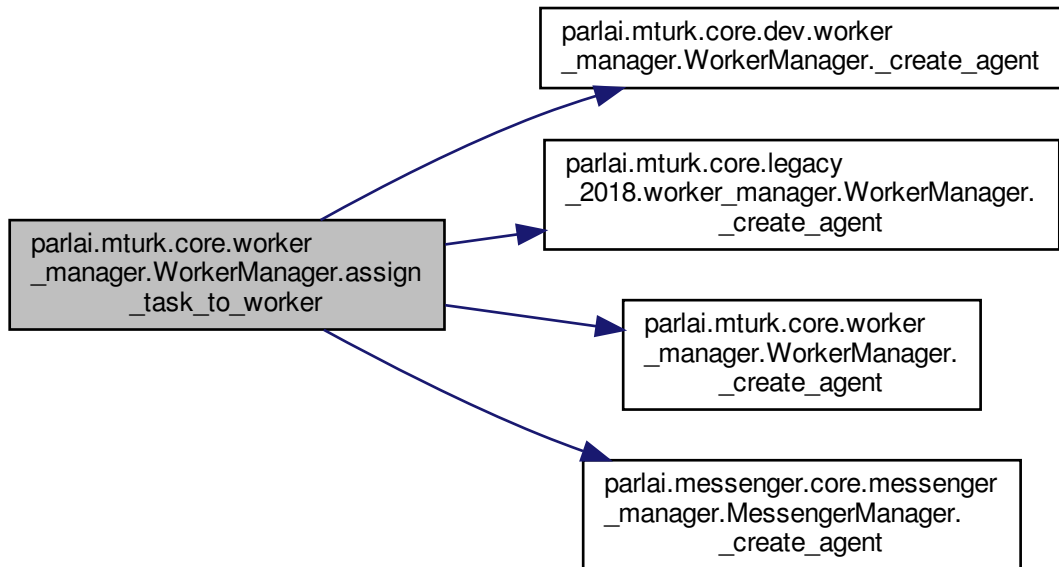 parlai.mturk.core.dev.worker
_manager.WorkerManager._create_agent
parlai.mturk.core.legacy
_2018.worker_manager.WorkerManager.
_create_agent
parlai.mturk.core.worker
_manager.WorkerManager.assign
_task_to_worker
parlai.mturk.core.worker
_manager.WorkerManager.
_create_agent
parlai.messenger.core.messenger
_manager.MessengerManager.
_create_agent